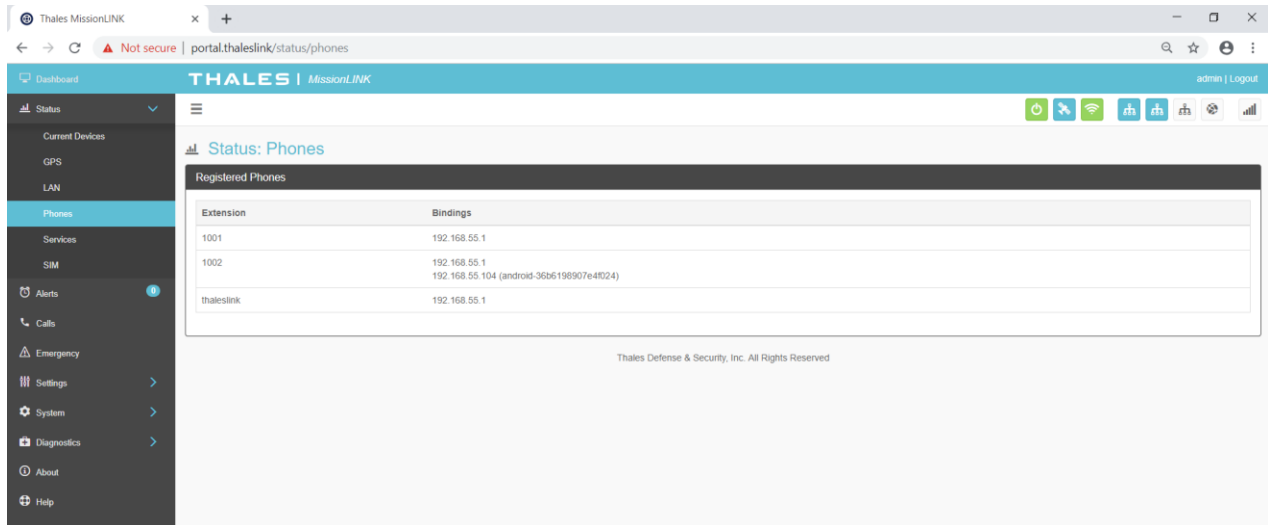 Thales MissionLINK
Not secure | portal.thaleslink/status/phones
Dashboard
THALES | MissionLINK
admin | Logout
Status
Current Devices
GPS
LAN
Phones
Services
SIM
Alerts
0
Calls
Emergency
Settings
System
Diagnostics
About
Help
Status: Phones
Registered Phones
Extension Bindings
1001 192.168.55.1
1002 192.168.55.1
192.168.55.104 (android-36b6198907e4f024)
thaleslink 192.168.55.1
Thales Defense & Security, Inc. All Rights Reserved